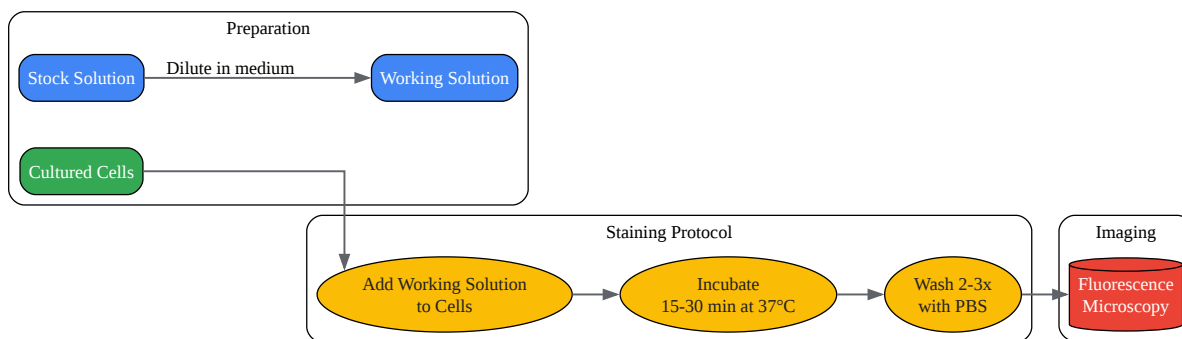 Preparation
Stock Solution
Dilute in medium
Working Solution
Cultured Cells
Staining Protocol
Add Working Solution
to Cells
Incubate
15-30 min at 37°C
Wash 2-3x
with PBS
Imaging
Fluorescence
Microscopy